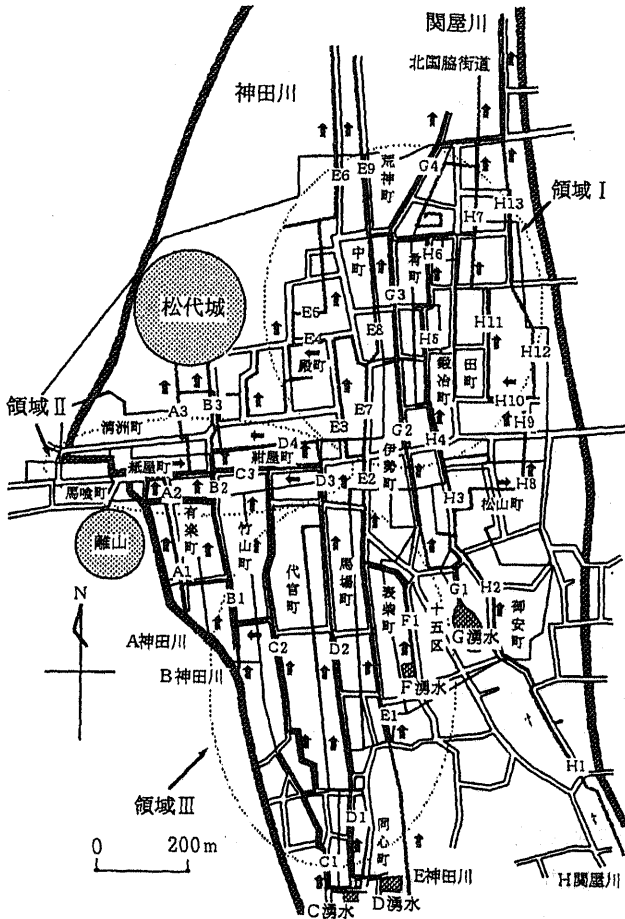 関屋川
北国脇街道
神田川
荒神町
G4
E9
E6
領域Ⅰ
H13
H7
中町
肴町
H6
松代城
G3
E5
E8
H11
H5
E4
殿町
鍛冶町
田町
H12
領域Ⅱ
清洲町
A3
B3
E7
H10
H9
D4
E3
G2
H4
紙屋町
紺屋町
C3
伊勢町
馬喰町
A2
B2
D3
E2
H3
H8
松山町
有楽町
離山
竹山町
代官町
馬場町
表柴町
十五区
御安町
A1
B1
G1
H2
F1
G湧水
N
A神田川
C2
D2
B神田川
F湧水
E1
領域Ⅲ
H1
D1
同心町
0
200m
C1
E神田川
H関屋川
D湧水
C湧水